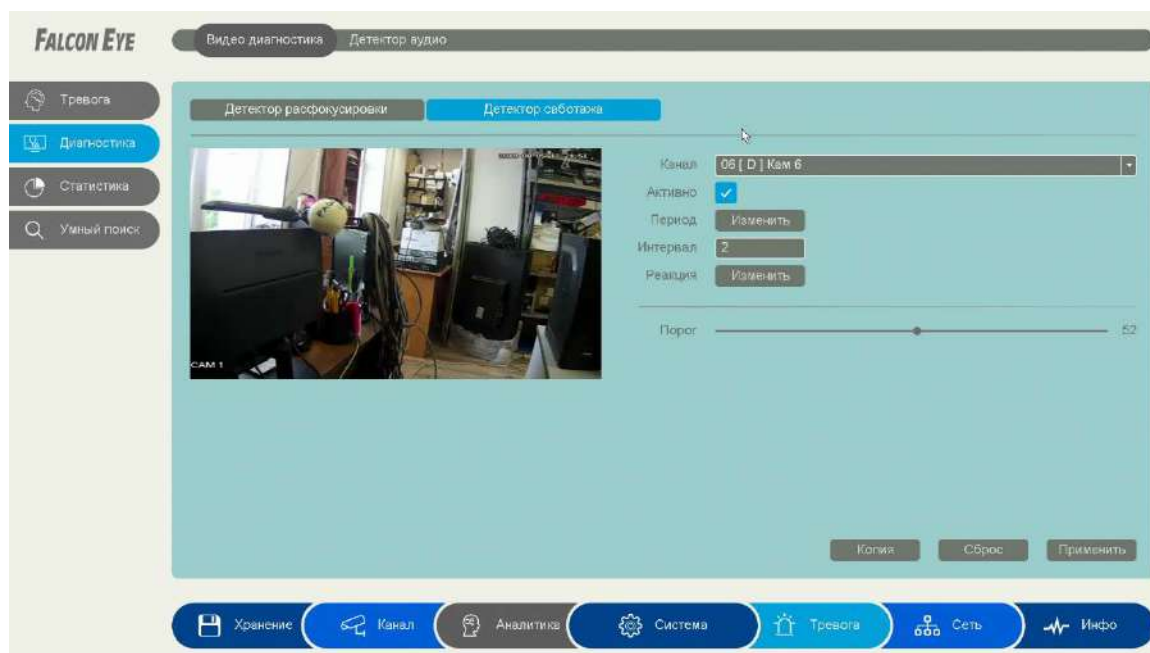 FALCON EYE
Видео диагностика
Детектор аудио
Тревога
Диагностика
Статистика
Умный поиск
Детектор расфокусировки
Детектор саботажа
CAM 1
Канал
06 [ D ] Кам 6
Активно
Период
Изменить
Интервал
2
Реакция
Изменить
Порог
52
Копия
Сброс
Применить
Хранение
Канал
Аналитика
Система
Тревога
Сеть
Инфо